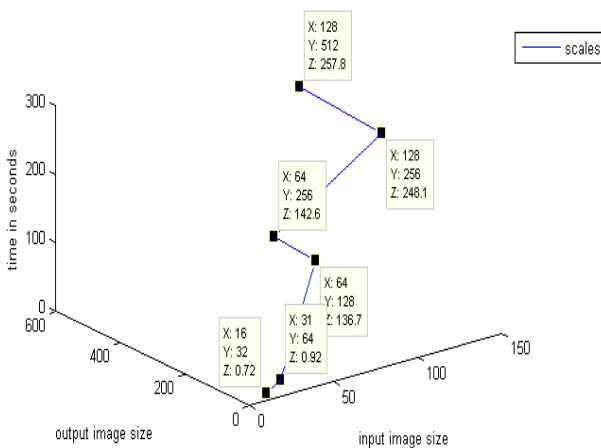 X: 128
Y: 512
Z: 257.8
scales
300
200
100
0
time in seconds
X: 128
Y: 256
Z: 248.1
X: 64
Y: 256
Z: 142.6
X: 64
Y: 128
Z: 136.7
X: 31
Y: 64
Z: 0.92
X: 16
Y: 32
Z: 0.72
600
400
200
0
output image size
0
50
100
150
input image size